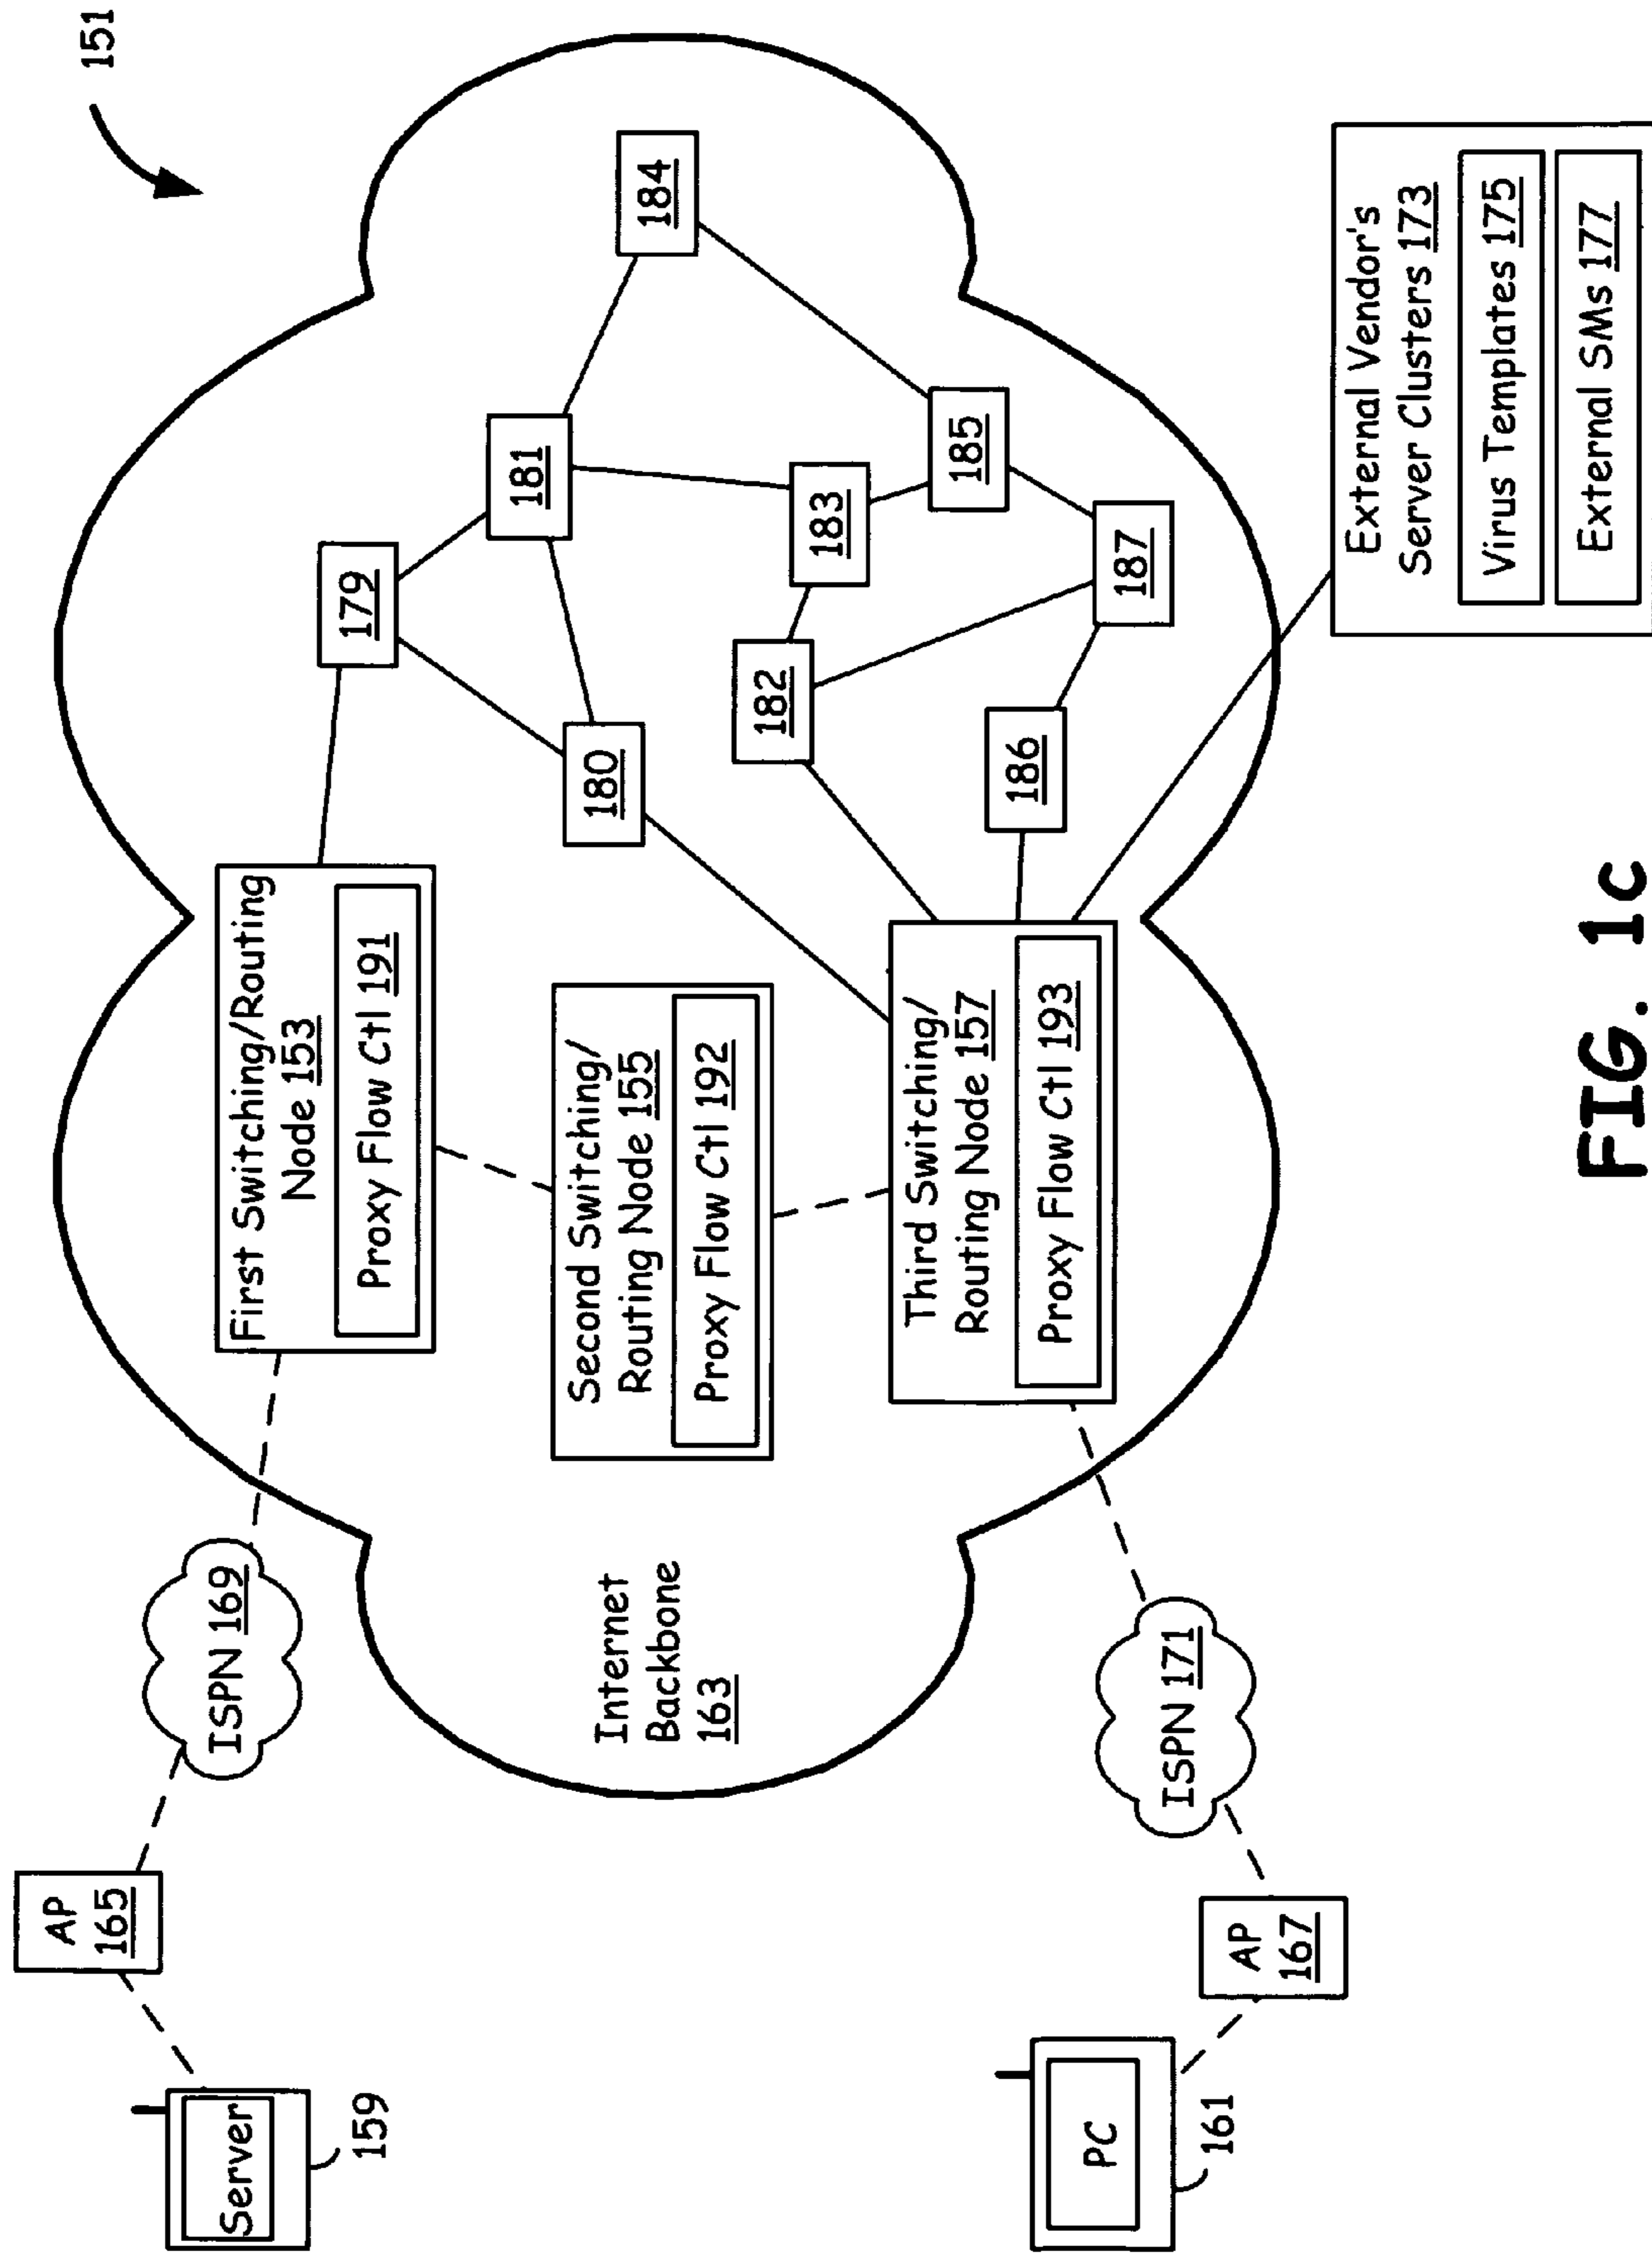 151
Server
159
AP
165
ISPN 169
First Switching/Routing
Node 153
Proxy Flow Ctl 191
179
181
184
180
Internet
Backbone
163
Second Switching/
Routing Node 155
Proxy Flow Ctl 192
182
183
185
186
187
Third Switching/
Routing Node 157
Proxy Flow Ctl 193
PC
161
AP
167
ISPN 171
External Vendor's
Server Clusters 173
Virus Templates 175
External SMs 177
FIG. 1c